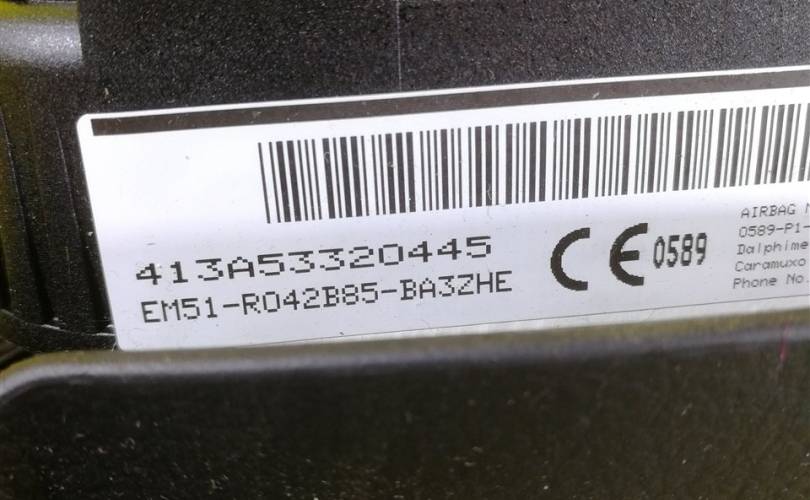 413A53320445
EM51-R042B85-BA3ZHE
CE 0589
AIRBAG
0589-P1-
Dalphime
Caramuxo
Phone No